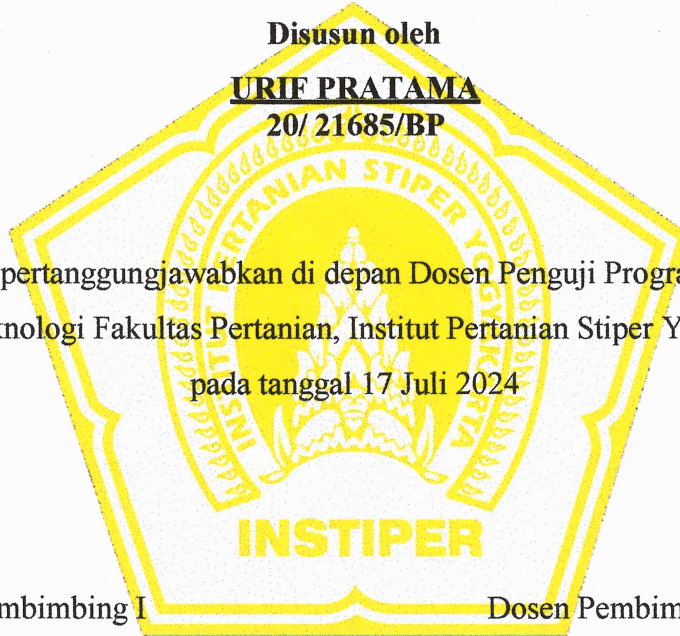 Disusun oleh
URIF PRATAMA
20/ 21685/BP
INSTITUT PERTANIAN STIPER YOGYAKARTA
pertanggungjawabkan di depan Dosen Penguji Progra
knologi Fakultas Pertanian, Institut Pertanian Stiper Y
pada tanggal 17 Juli 2024
INSTIPER
mbimbing I Dosen Pembim